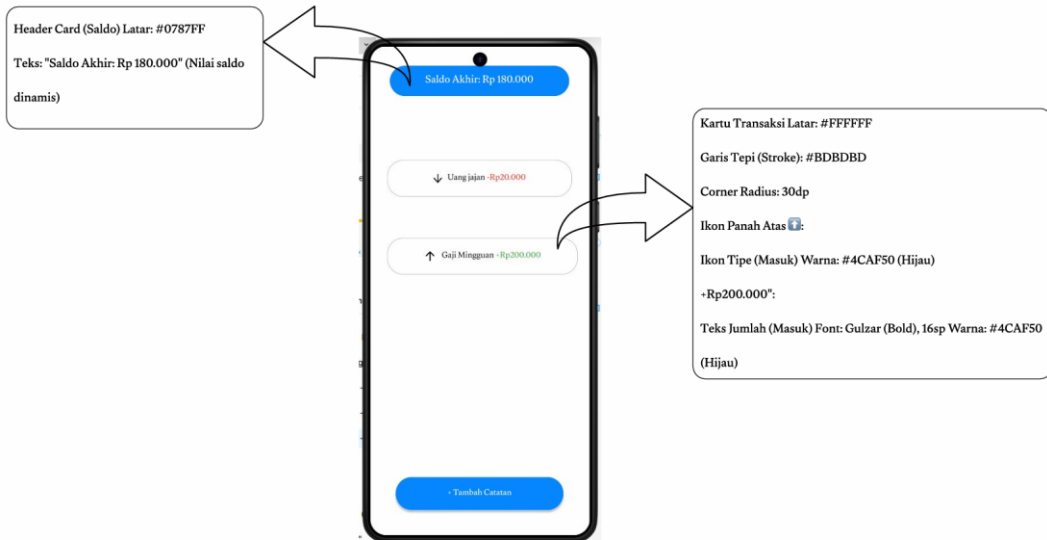 Header Card (Saldo) Latar: #0787FF
Teks: "Saldo Akhir: Rp 180.000" (Nilai saldo
dinamis)
Saldo Akhir: Rp 180.000
↓ Uang jajan -Rp20.000
↑ Gaji Mingguan +Rp200.000
+ Tambah Catatan
Kartu Transaksi Latar: #FFFFFF
Garis Tepi (Stroke): #BDBDBD
Corner Radius: 30dp
Ikon Panah Atas ⬆️:
Ikon Tipe (Masuk) Warna: #4CAF50 (Hijau)
+Rp200.000":
Teks Jumlah (Masuk) Font: Gulzar (Bold), 16sp Warna: #4CAF50
(Hijau)